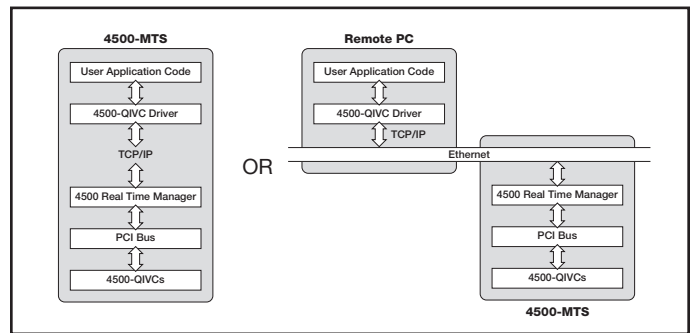 4500-MTS
User Application Code
4500-QIVC Driver
TCP/IP
4500 Real Time Manager
PCI Bus
4500-QIVCs
OR
Remote PC
User Application Code
4500-QIVC Driver
TCP/IP
Ethernet
4500 Real Time Manager
PCI Bus
4500-QIVCs
4500-MTS